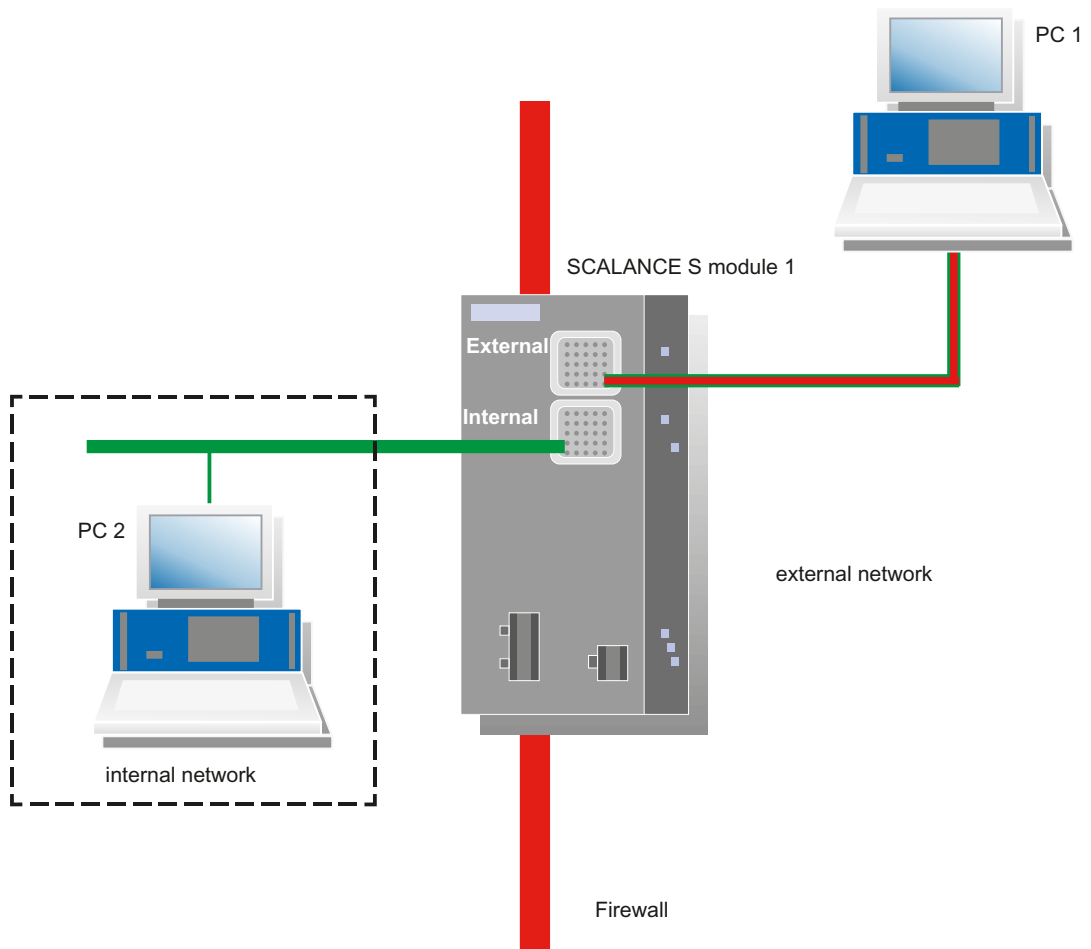 PC 1
SCALANCE S module 1
External
Internal
PC 2
external network
internal network
Firewall